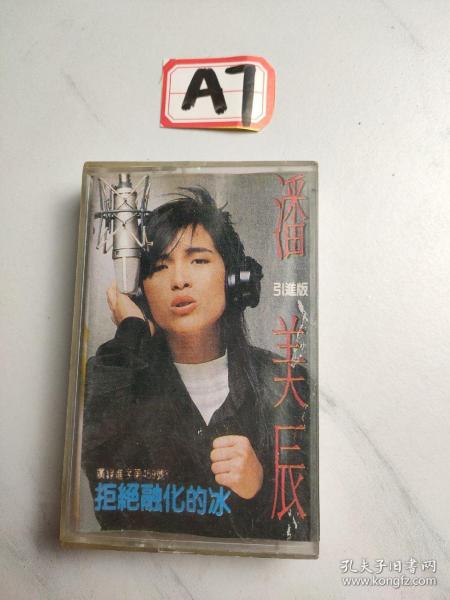 A7
潘美辰
引進版
拒絕融化的冰
孔夫子旧书网
www.kongfz.com